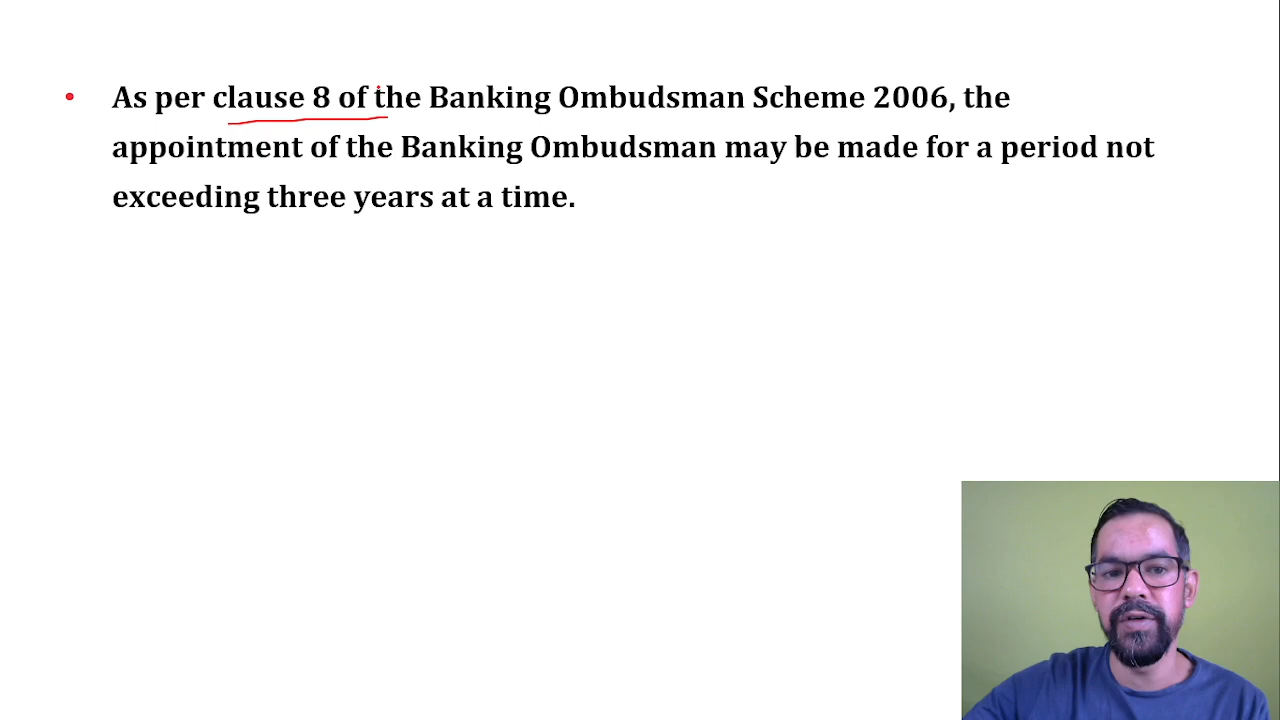 As per clause 8 of the Banking Ombudsman Scheme 2006, the
appointment of the Banking Ombudsman may be made for a period not
exceeding three years at a time.